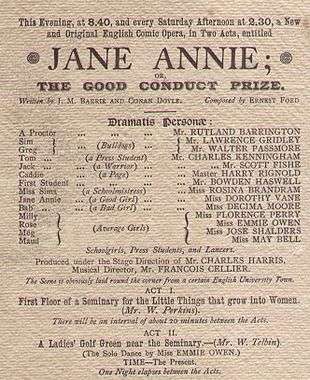 This Evening, at 8.40, and every Saturday Afternoon at 2.30, a New
and Original English Comic Opera, in Two Acts, entitled
JANE ANNIE;
OR,
THE GOOD CONDUCT PRIZE.
Written by J. M. BARRIE and CONAN DOYLE. Composed by ERNEST FORD
Dramatis Personæ:
A Proctor ... ... ... Mr. RUTLAND BARRINGTON
Sim } (Bulldogs) { Mr. LAWRENCE GRIDLEY
Greg } { Mr. WALTER PASSMORE
Tom ... (a Press Student) Mr. CHARLES KENNINGHAM
Jack ... (a Warrior) ... Mr. SCOTT FISHE
Caddie ... (a Page) ... Master HARRY RIGNOLD
First Student ... ... Mr. BOWDEN HASWELL
Miss Sims ... (Schoolmistress) Miss ROSINA BRANDRAM
Jane Annie ... (a Good Girl) ... Miss DOROTHY VANE
Bab ... (a Bad Girl) ... Miss DECIMA MOORE
Milly } { Miss FLORENCE PERRY
Rose } (Average Girls) { Miss EMMIE OWEN
Meg } { Miss JOSE SHALDERS
Maud } { Miss MAY BELL
Schoolgirls, Press Students, and Lancers.
Produced under the Stage Direction of Mr. CHARLES HARRIS,
Musical Director, Mr. FRANCOIS CELLIER.
The Scene is obviously laid round the corner from a certain English University Town.
ACT I.
First Floor of a Seminary for the Little Things that grow into Women.
(Mr. W. Perkins).
There will be an interval of about 20 minutes between the Acts.
ACT II.
A Ladies' Golf Green near the Seminary.—(Mr. W. Telbin)
(The Solo Dance by Miss EMMIE OWEN.)
TIME—The Present.
One Night elapses between the Acts.